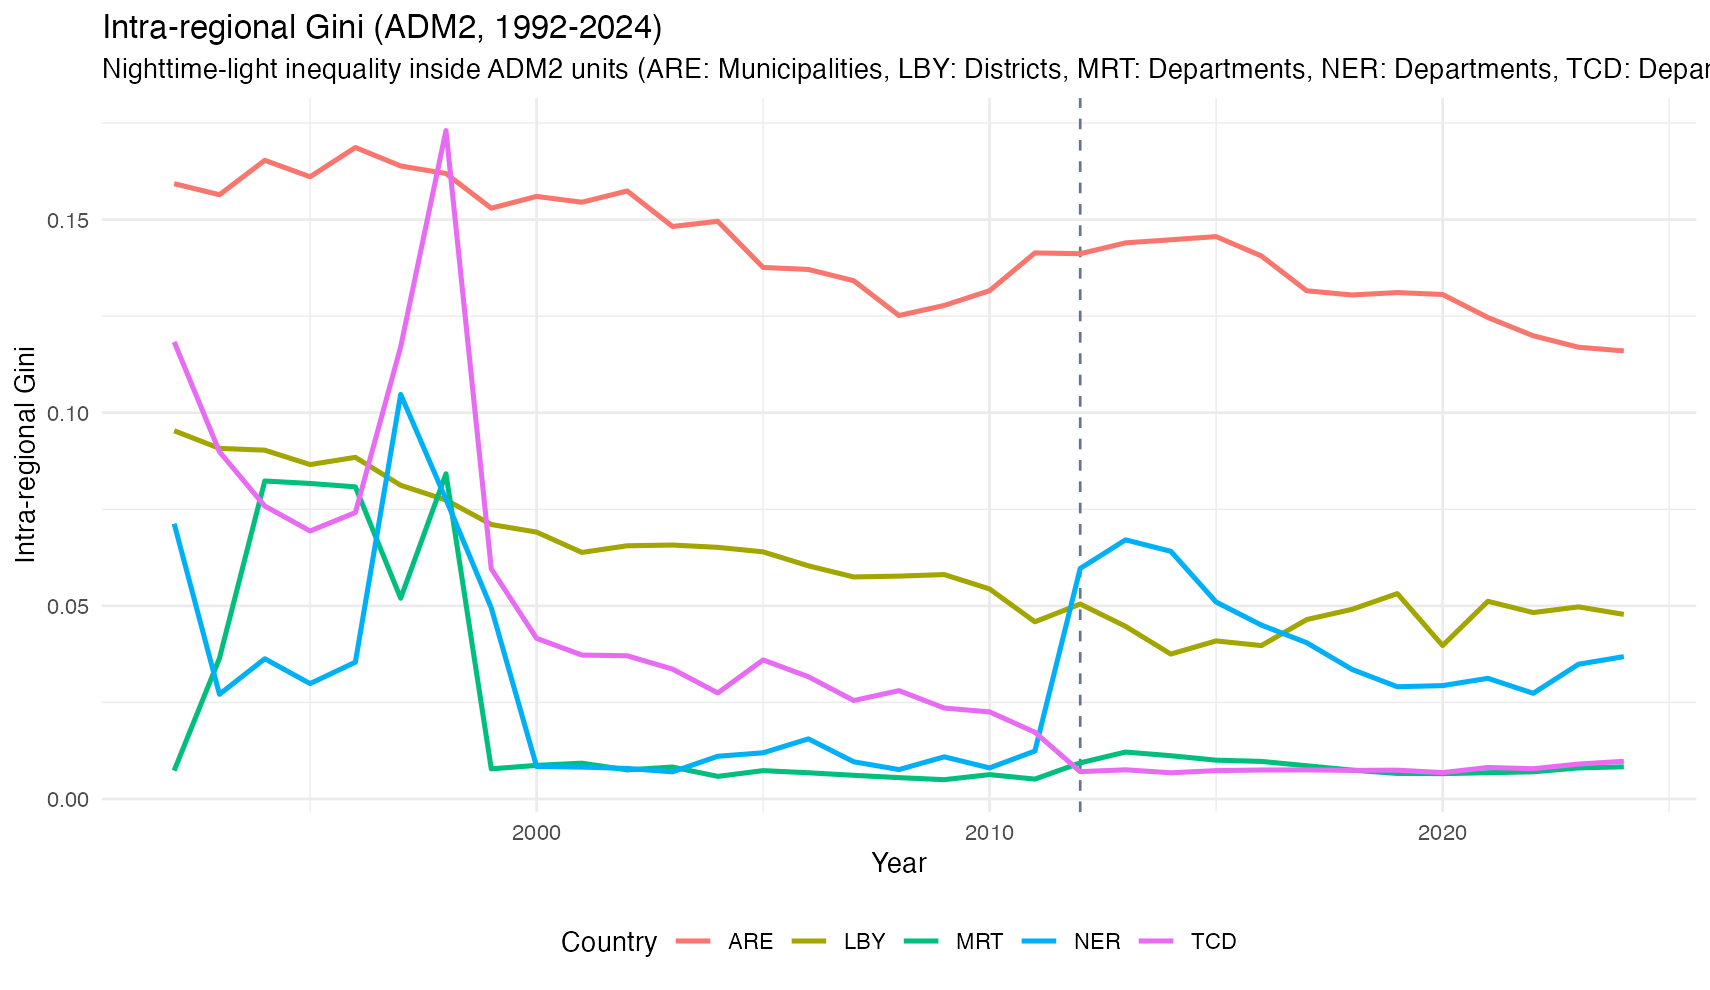 Intra-regional Gini (ADM2, 1992-2024)
Nighttime-light inequality inside ADM2 units (ARE: Municipalities, LBY: Districts, MRT: Departments, NER: Departments, TCD: Depar
Intra-regional Gini
0.15
0.10
0.05
0.00
2000 2010 2020
Year
Country ARE LBY MRT NER TCD